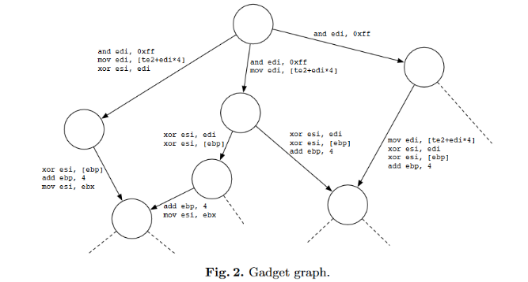 and edi, 0xff
and edi, 0xff
mov edi, [te2+edi*4]
xor esi, edi
and edi, 0xff
mov edi, [te2+edi*4]
xor esi, edi
xor esi, [ebp]
xor esi, edi
xor esi, [ebp]
add ebp, 4
mov edi, [te2+edi*4]
xor esi, edi
xor esi, [ebp]
add ebp, 4
xor esi, [ebp]
add ebp, 4
mov esi, ebx
add ebp, 4
mov esi, ebx
Fig. 2. Gadget graph.